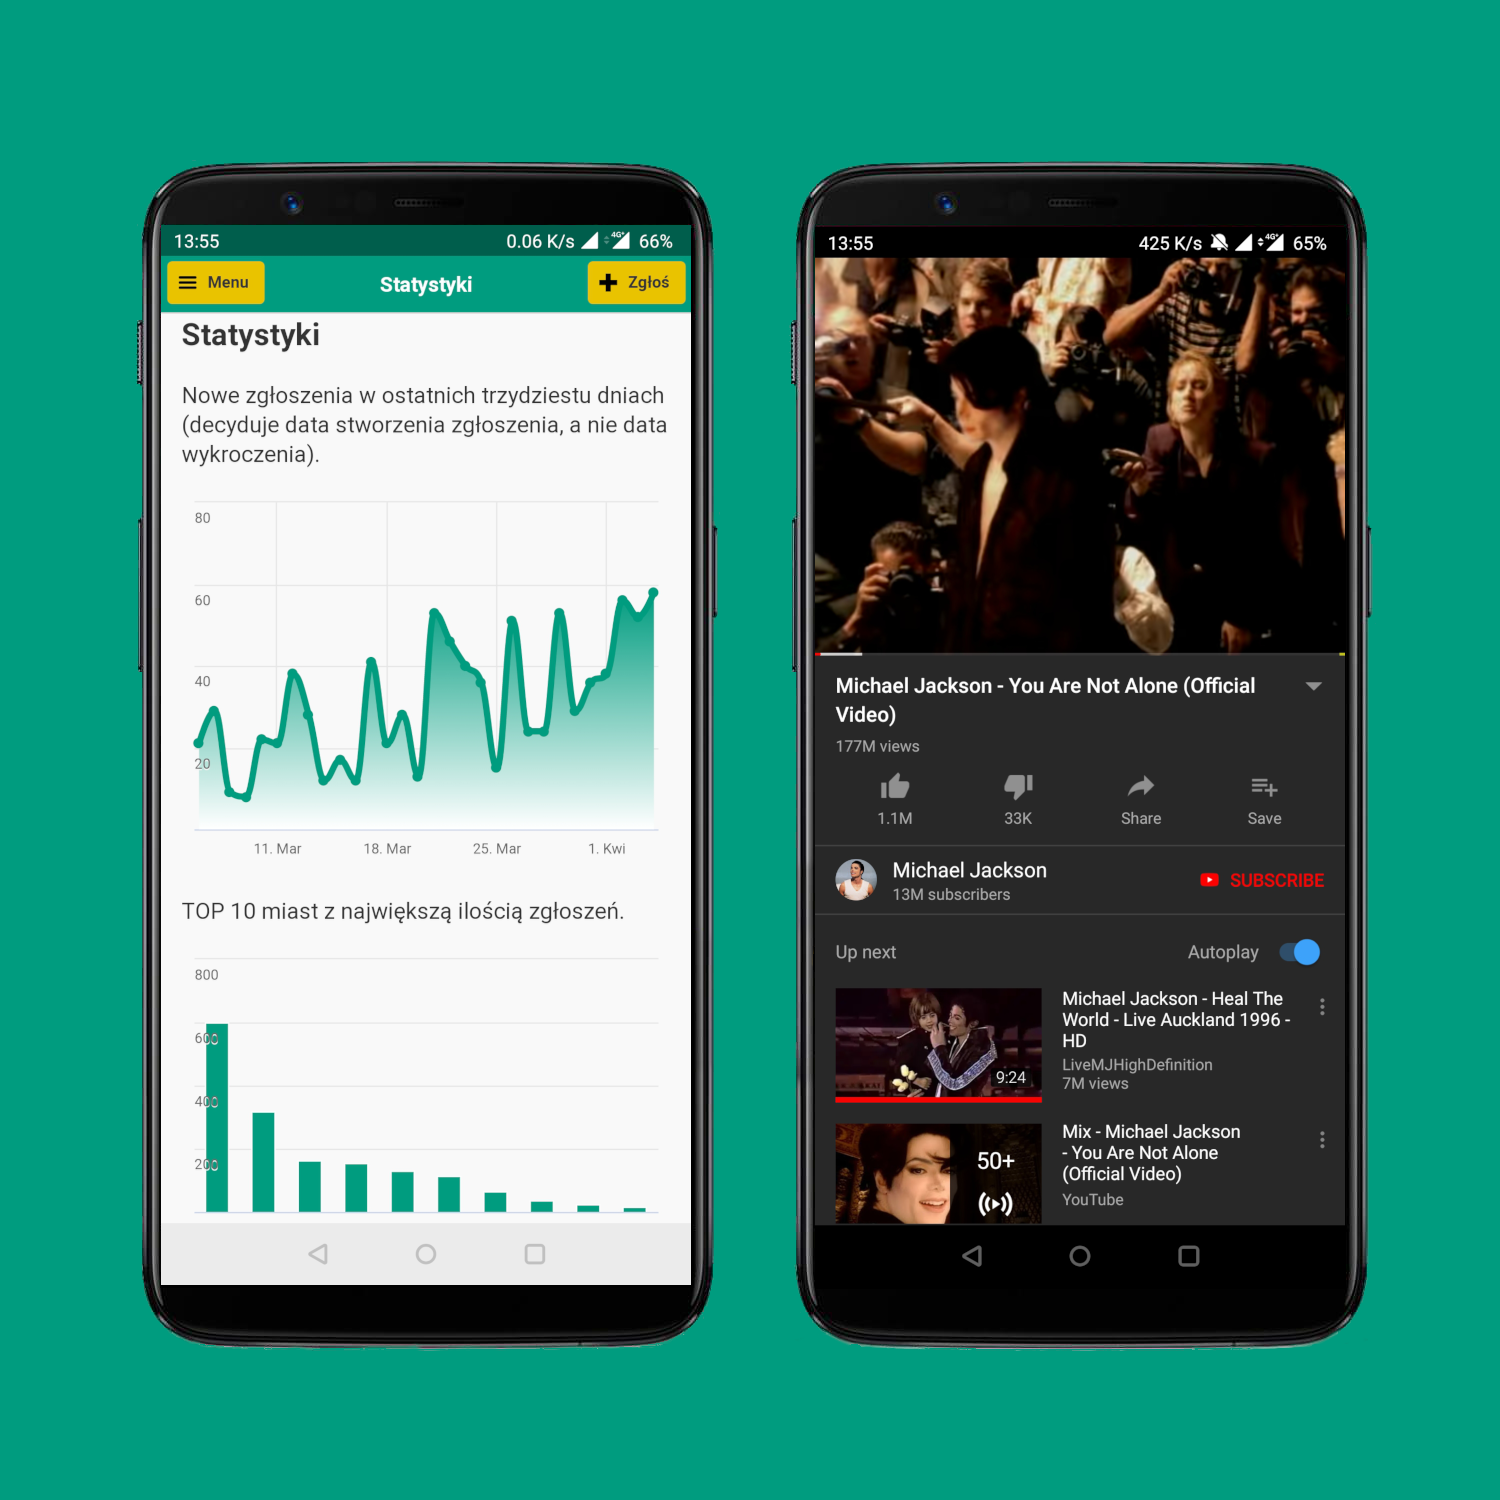 13:55
0.06 K/s 4G+ 66%
Menu
Statystyki
Zgłoś
Statystyki
Nowe zgłoszenia w ostatnich trzydziestu dniach
(decyduje data stworzenia zgłoszenia, a nie data
wykroczenia).
80
60
40
20
11. Mar 18. Mar 25. Mar 1. Kwi
TOP 10 miast z największą ilością zgłoszeń.
800
600
400
200
13:55
425 K/s 4G+ 65%
Michael Jackson - You Are Not Alone (Official
Video)
177M views
1.1M 33K Share Save
Michael Jackson
13M subscribers
SUBSCRIBE
Up next
Autoplay
9:24
Michael Jackson - Heal The
World - Live Auckland 1996 -
HD
LiveMJHighDefinition
7M views
50+
Mix - Michael Jackson
- You Are Not Alone
(Official Video)
YouTube